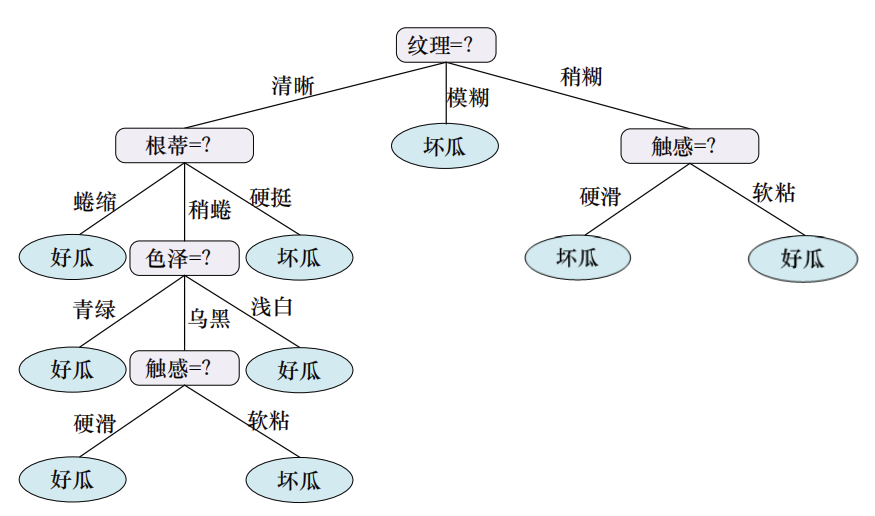 纹理=?
清晰
模糊
稍糊
根蒂=?
坏瓜
触感=?
蜷缩
稍蜷
硬挺
硬滑
软粘
好瓜
色泽=?
坏瓜
坏瓜
好瓜
青绿
乌黑
浅白
好瓜
触感=?
好瓜
硬滑
软粘
好瓜
坏瓜